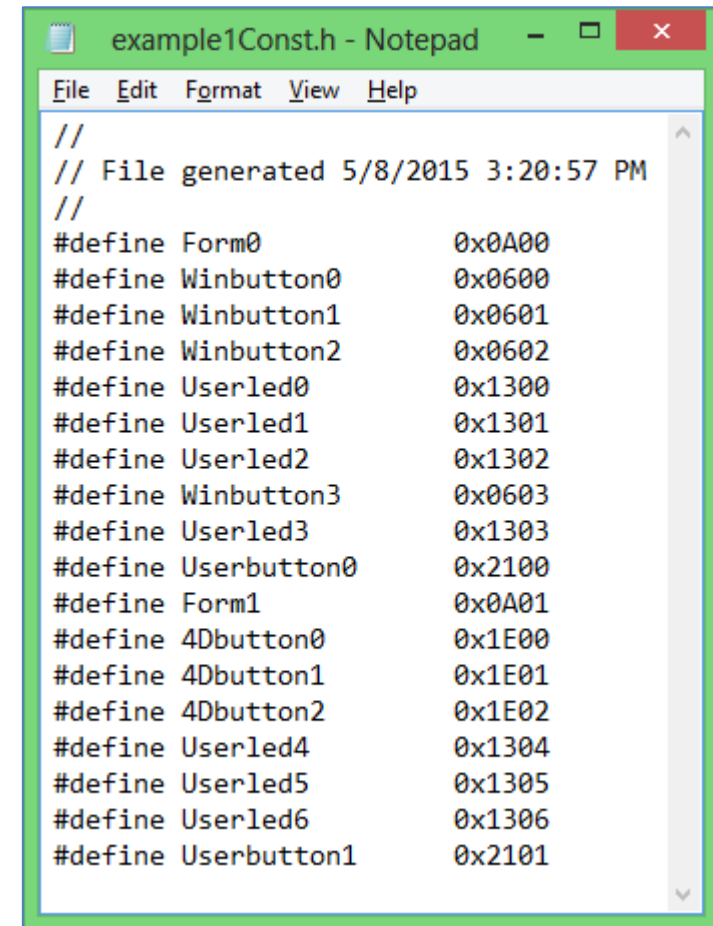 example1Const.h - Notepad
File Edit Format View Help
//
// File generated 5/8/2015 3:20:57 PM
//
#define Form0 0x0A00
#define Winbutton0 0x0600
#define Winbutton1 0x0601
#define Winbutton2 0x0602
#define Userled0 0x1300
#define Userled1 0x1301
#define Userled2 0x1302
#define Winbutton3 0x0603
#define Userled3 0x1303
#define Userbutton0 0x2100
#define Form1 0x0A01
#define 4Dbutton0 0x1E00
#define 4Dbutton1 0x1E01
#define 4Dbutton2 0x1E02
#define Userled4 0x1304
#define Userled5 0x1305
#define Userled6 0x1306
#define Userbutton1 0x2101